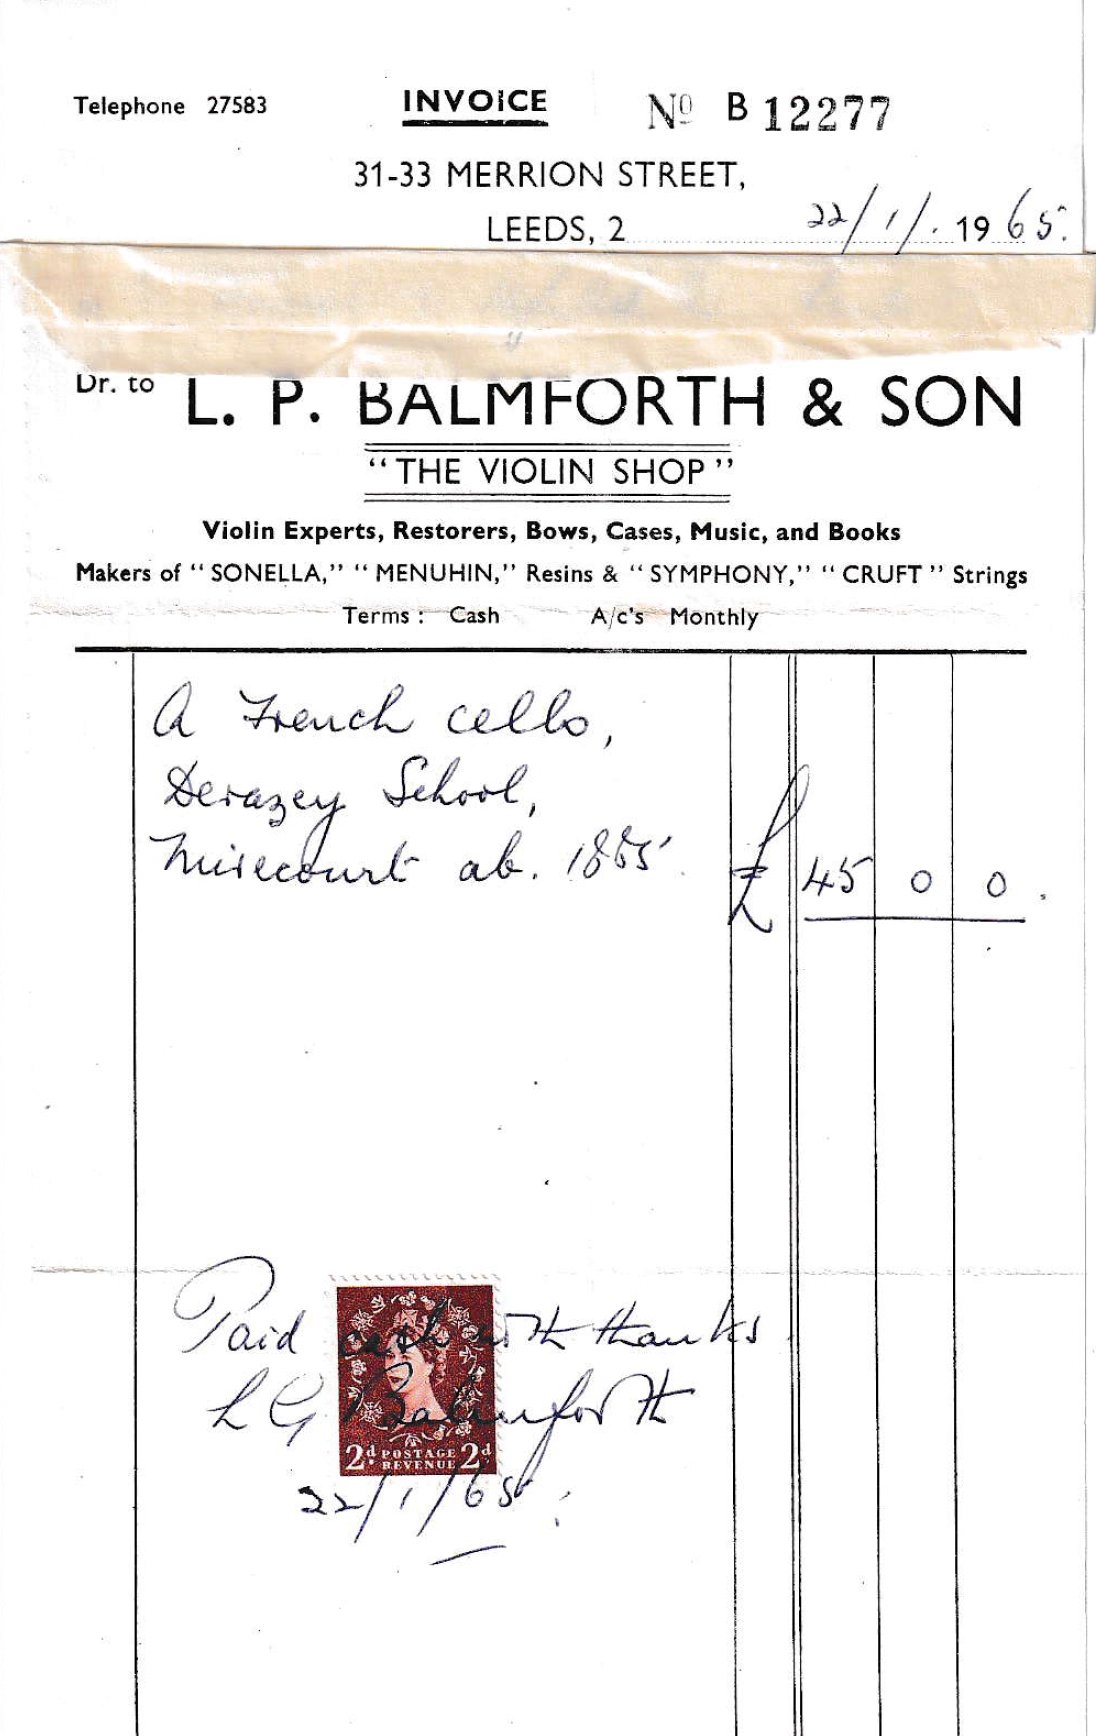 Telephone 27583
INVOICE
Nº B 12277
31-33 MERRION STREET,
LEEDS, 2
22/1/. 1965.
Dr. to L. P. BALMFORTH & SON
"THE VIOLIN SHOP"
Violin Experts, Restorers, Bows, Cases, Music, and Books
Makers of "SONELLA," "MENUHIN," Resins & "SYMPHONY," "CRUFT" Strings
Terms: Cash A/c's Monthly
A French cello,
Derazey School,
Mirecourt ab. £ 45 0 0.
Paid cash with thanks
L G Balmforth
2d POSTAGE REVENUE 2d
22/1/65.